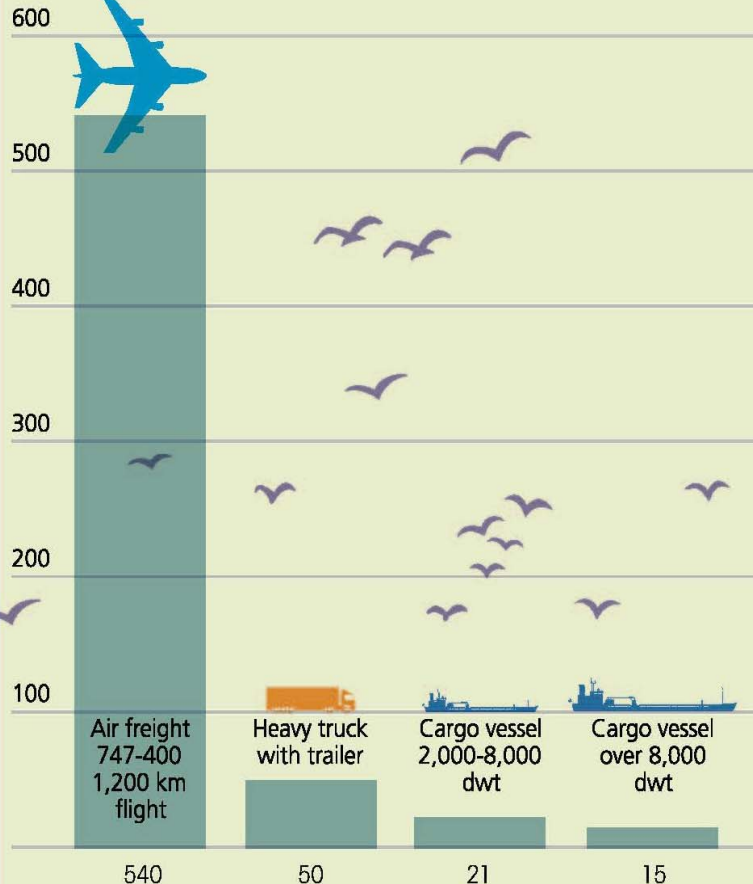 600
500
400
300
200
100
Air freight
747-400
1,200 km
flight
Heavy truck
with trailer
Cargo vessel
2,000-8,000
dwt
Cargo vessel
over 8,000
dwt
540
50
21
15